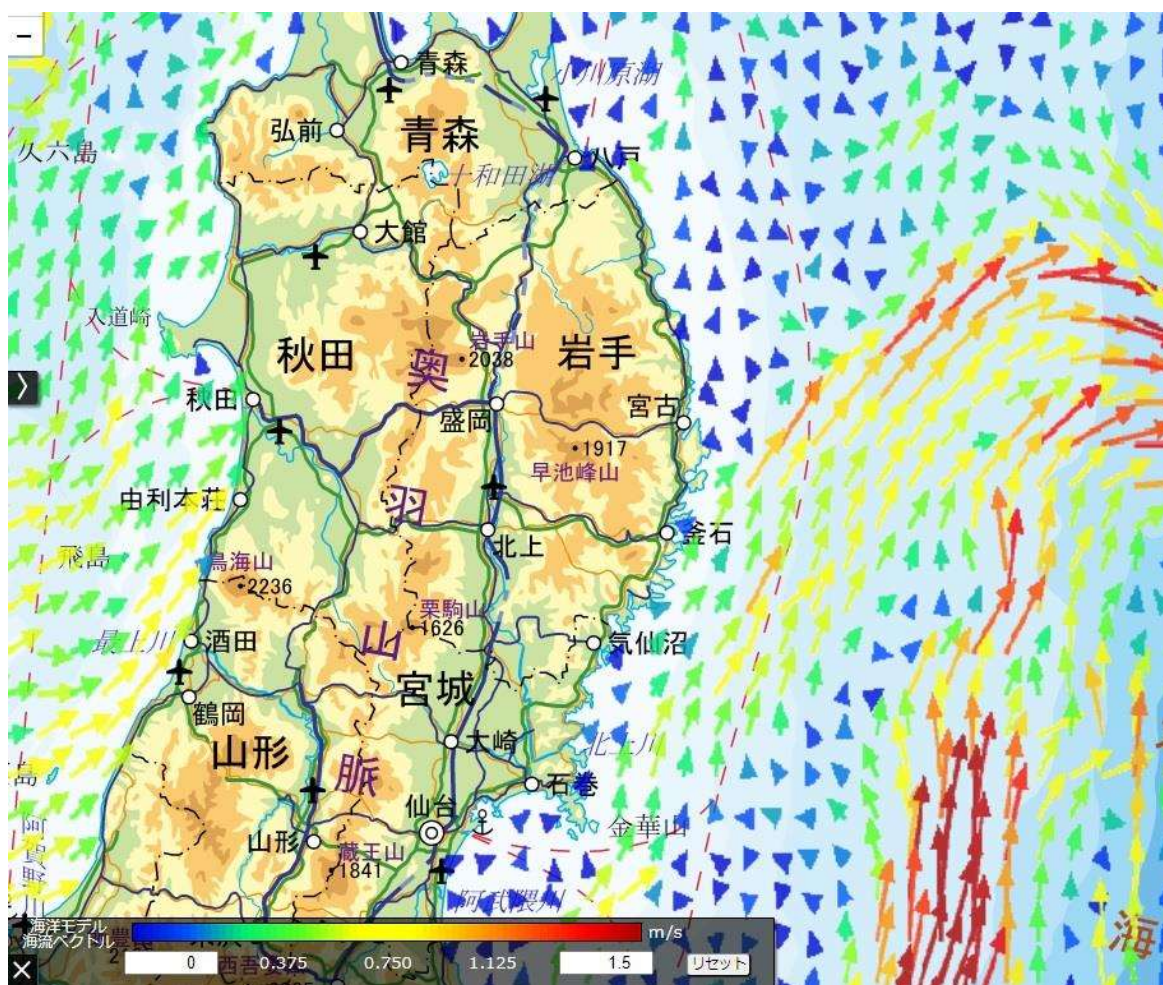 −
青森
小川原湖
弘前
青森
久六島
八戸
十和田湖
大館
入道崎
秋田
岩手山
2038
岩手
奥
秋田
盛岡
宮古
1917
早池峰山
由利本荘
羽
北上
釜石
飛島
鳥海山
2236
栗駒山
1626
山
最上川
酒田
気仙沼
宮城
鶴岡
山形
大崎
北上川
脈
石巻
仙台
金華山
山形
蔵王山
1841
阿武隈川
海
海洋モデル
海流ベクトル
m/s
0
0.375
0.750
1.125
1.5
リセット